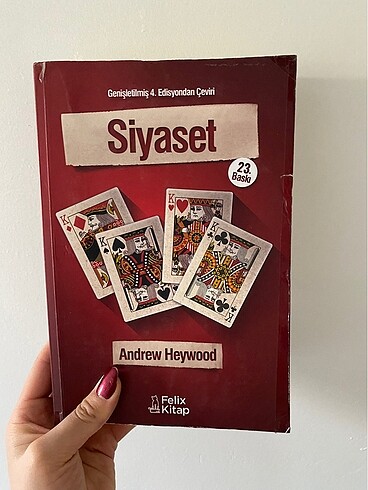 Genişletilmiş 4. Edisyondan Çeviri
Siyaset
23.
Baskı
K
K
K
K
K
Andrew Heywood
Felix
Kitap